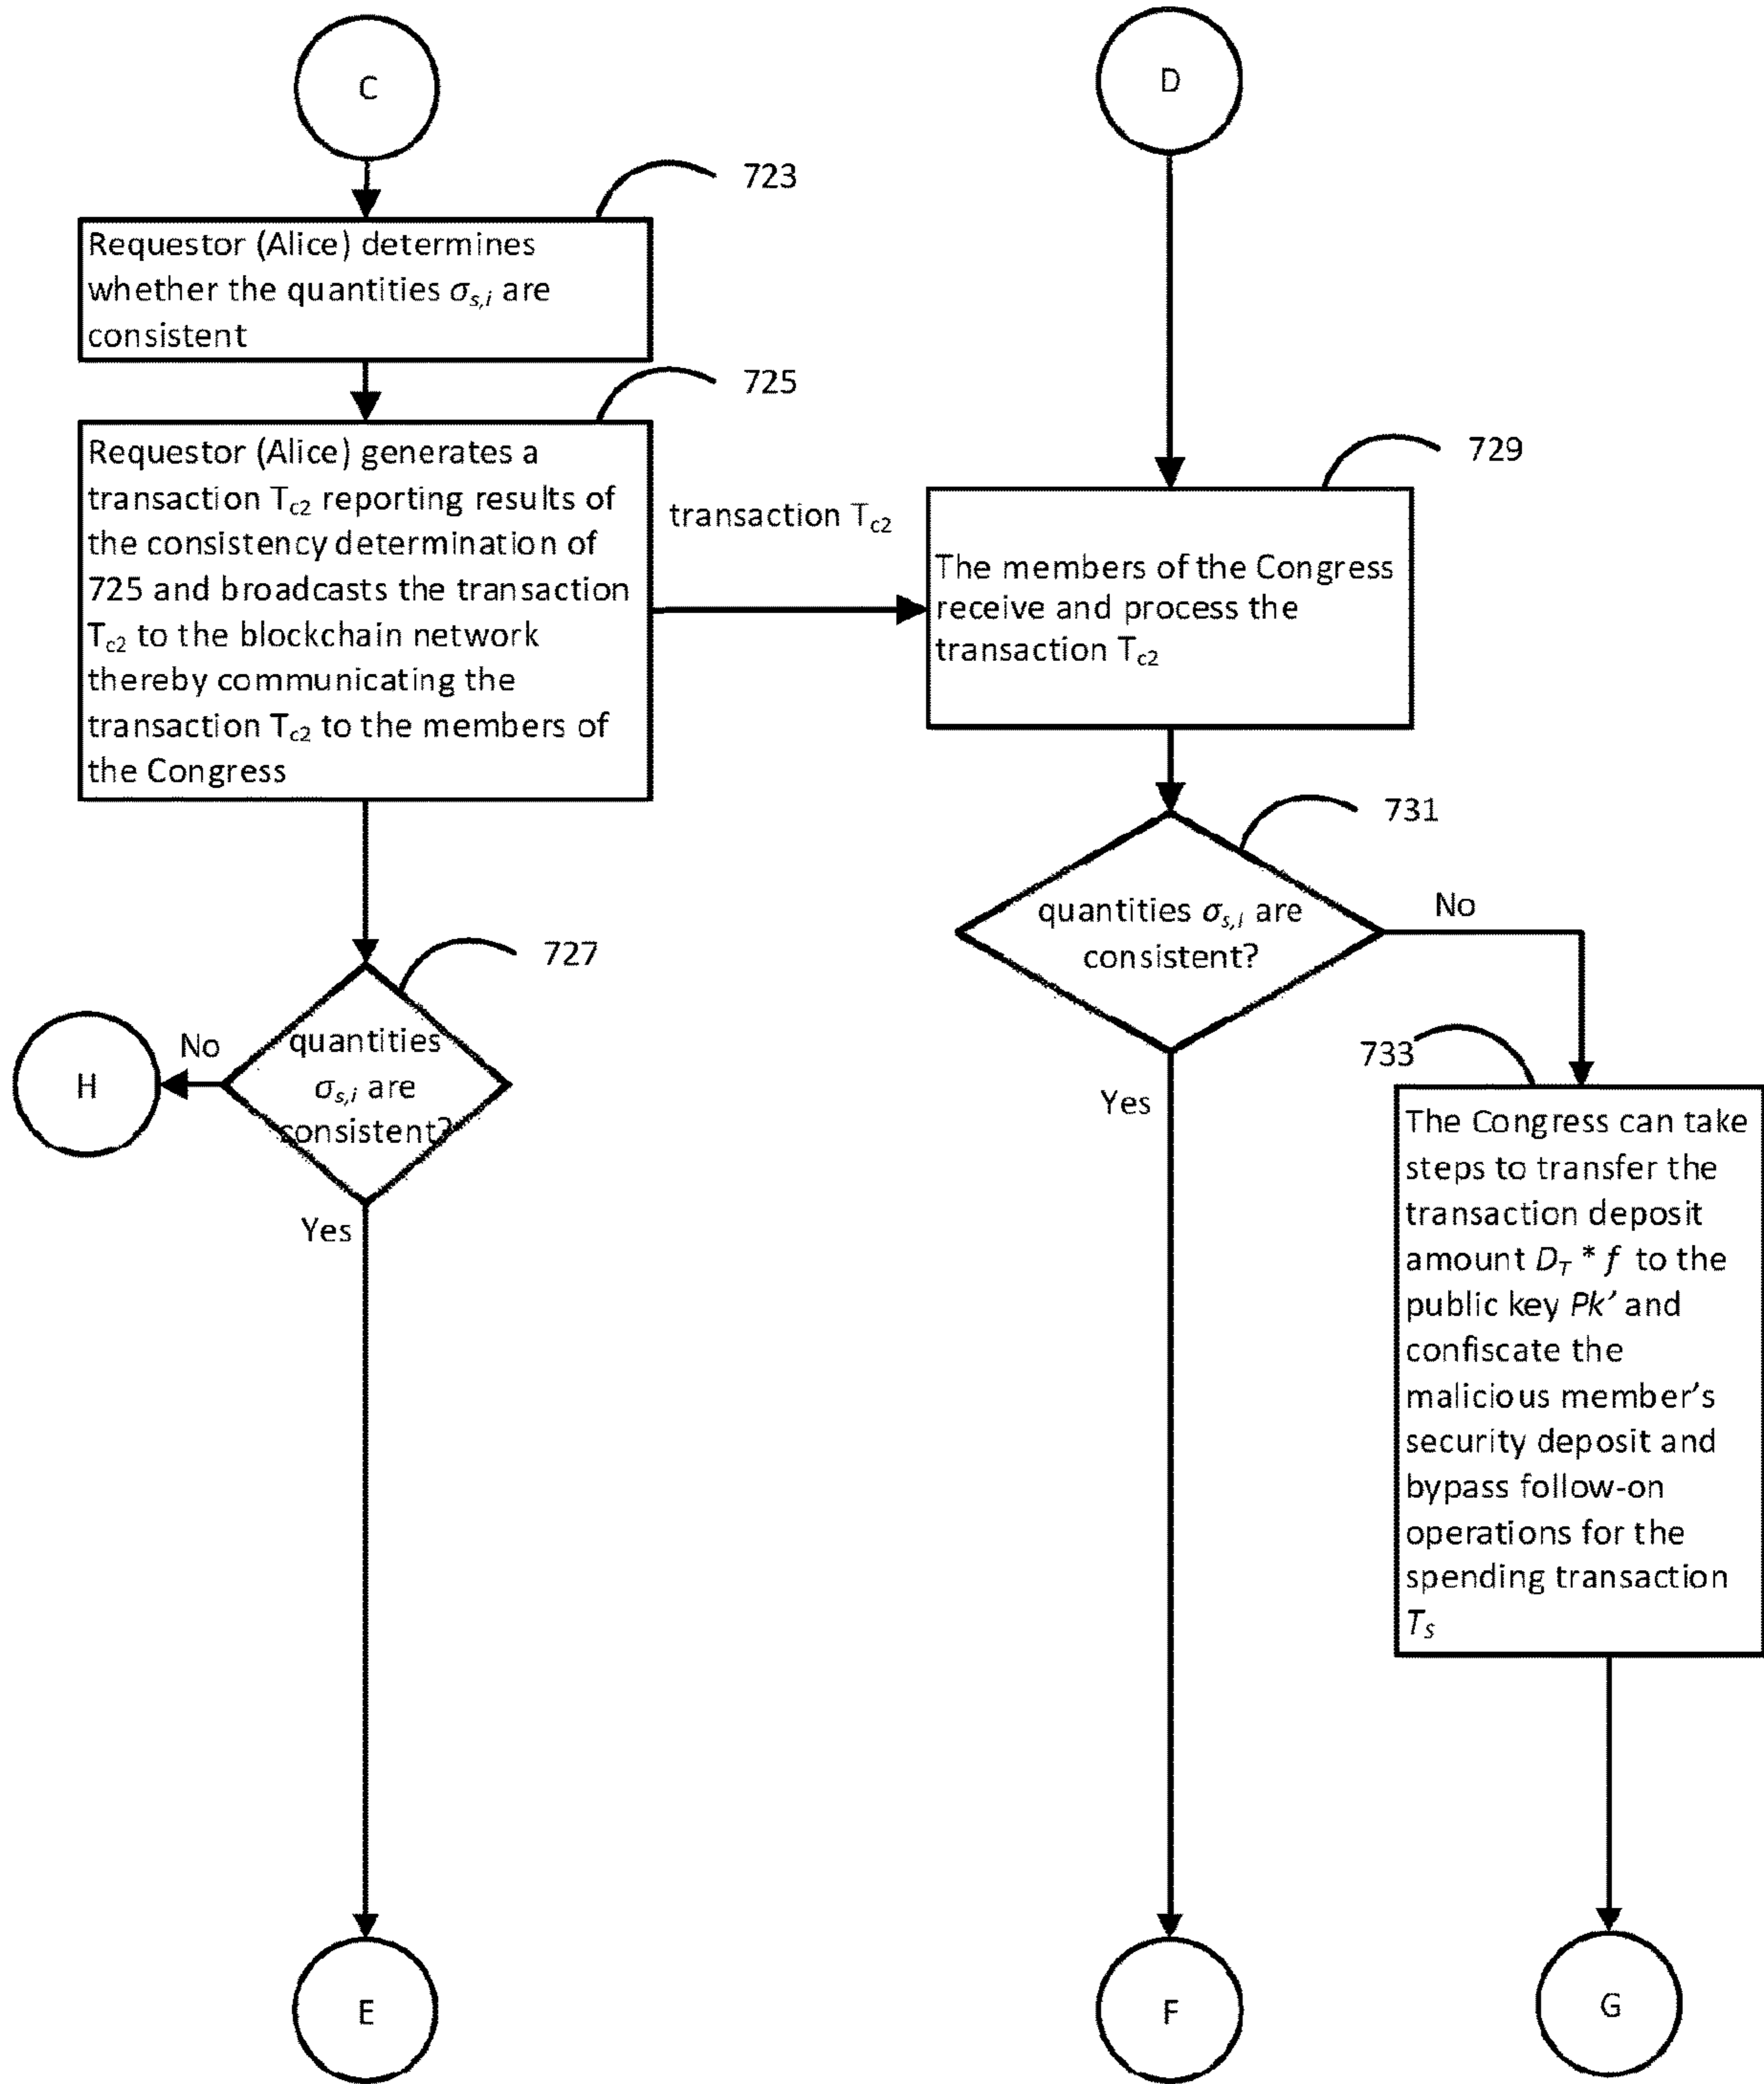 C
D
723
Requestor (Alice) determines
whether the quantities σs,i are
consistent
725
Requestor (Alice) generates a
transaction Tc2 reporting results of
the consistency determination of
725 and broadcasts the transaction
Tc2 to the blockchain network
thereby communicating the
transaction Tc2 to the members of
the Congress
transaction Tc2
729
The members of the Congress
receive and process the
transaction Tc2
731
quantities σs,i are
consistent?
No
Yes
727
quantities
σs,i are
consistent?
No
H
Yes
733
The Congress can take
steps to transfer the
transaction deposit
amount DT * f to the
public key Pk’ and
confiscate the
malicious member’s
security deposit and
bypass follow-on
operations for the
spending transaction
Ts
E
F
G